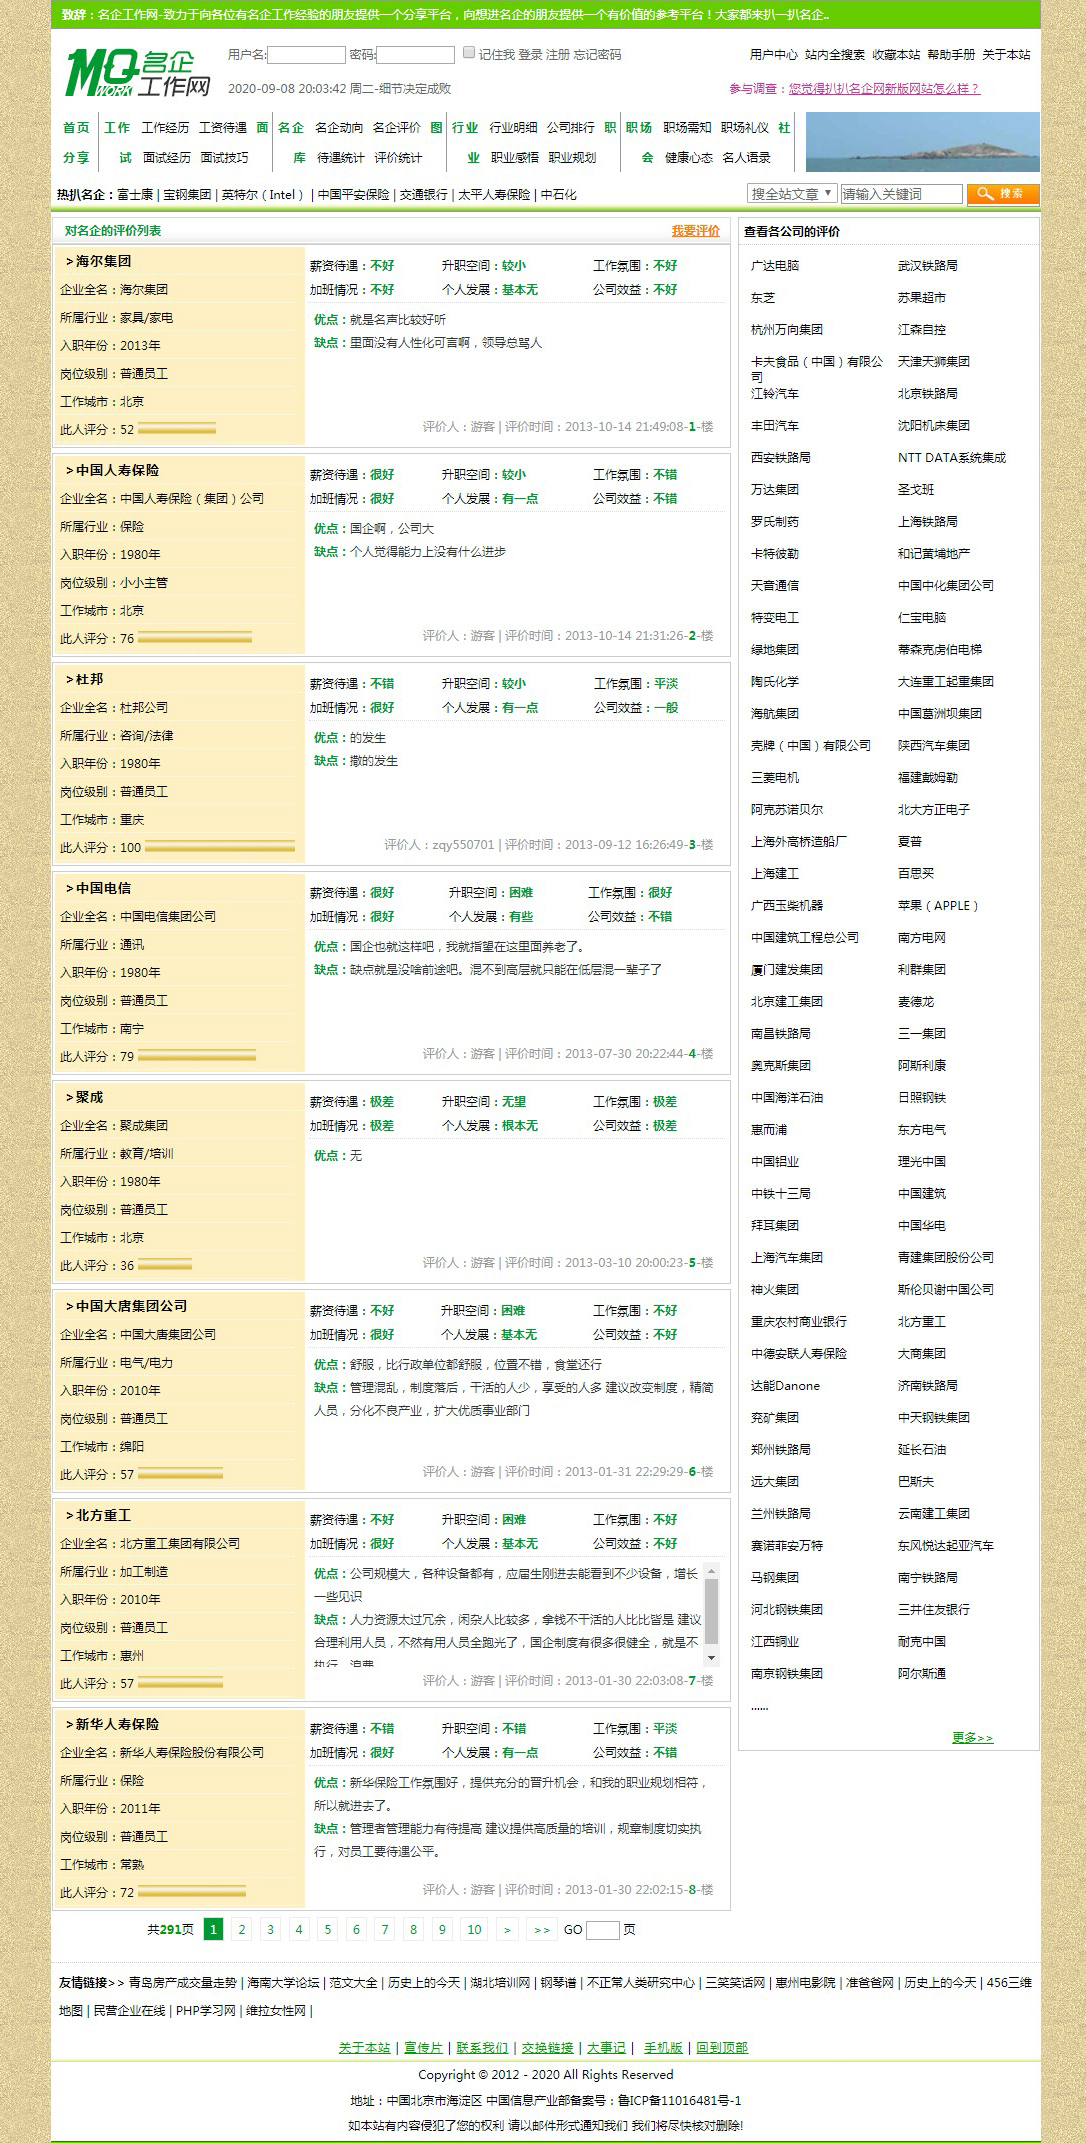 致辞：名企工作网-致力于向各位有名企工作经验的朋友提供一个分享平台，向想进名企的朋友提供一个有价值的参考平台！大家都来扒一扒名企..
MQ WORK 名企工作网
用户名: 密码: 记住我 登录 注册 忘记密码
用户中心 站内全搜索 收藏本站 帮助手册 关于本站
2020-09-08 20:03:42 周二-细节决定成败
参与调查：您觉得扒扒名企网新版网站怎么样？
首页 工作 工作经历 工资待遇 面 名企 名企动向 名企评价 图 行业 行业明细 公司排行 职 职场 职场需知 职场礼仪 社
分享 试 面试经历 面试技巧 库 待遇统计 评价统计 业 职业感悟 职业规划 会 健康心态 名人语录
热扒名企：富士康 | 宝钢集团 | 英特尔（Intel） | 中国平安保险 | 交通银行 | 太平人寿保险 | 中石化
搜全站文章 请输入关键词 搜索
对名企的评价列表 我要评价
>海尔集团
企业全名：海尔集团
所属行业：家具/家电
入职年份：2013年
岗位级别：普通员工
工作城市：北京
此人评分：52
薪资待遇：不好 升职空间：较小 工作氛围：不好
加班情况：不好 个人发展：基本无 公司效益：不好
优点：就是名声比较好听
缺点：里面没有人性化可言啊，领导总骂人
评价人：游客 | 评价时间：2013-10-14 21:49:08-1-楼
>中国人寿保险
企业全名：中国人寿保险（集团）公司
所属行业：保险
入职年份：1980年
岗位级别：小小主管
工作城市：北京
此人评分：76
薪资待遇：很好 升职空间：较小 工作氛围：不错
加班情况：很好 个人发展：有一点 公司效益：不错
优点：国企啊，公司大
缺点：个人觉得能力上没有什么进步
评价人：游客 | 评价时间：2013-10-14 21:31:26-2-楼
>杜邦
企业全名：杜邦公司
所属行业：咨询/法律
入职年份：1980年
岗位级别：普通员工
工作城市：重庆
此人评分：100
薪资待遇：不错 升职空间：较小 工作氛围：平淡
加班情况：很好 个人发展：有一点 公司效益：一般
优点：的发生
缺点：撒的发生
评价人：zqy550701 | 评价时间：2013-09-12 16:26:49-3-楼
>中国电信
企业全名：中国电信集团公司
所属行业：通讯
入职年份：1980年
岗位级别：普通员工
工作城市：南宁
此人评分：79
薪资待遇：很好 升职空间：困难 工作氛围：很好
加班情况：很好 个人发展：有些 公司效益：不错
优点：国企也就这样吧，我就指望在这里面养老了。
缺点：缺点就是没啥前途吧。混不到高层就只能在低层混一辈子了
评价人：游客 | 评价时间：2013-07-30 20:22:44-4-楼
>聚成
企业全名：聚成集团
所属行业：教育/培训
入职年份：1980年
岗位级别：普通员工
工作城市：北京
此人评分：36
薪资待遇：极差 升职空间：无望 工作氛围：极差
加班情况：极差 个人发展：根本无 公司效益：极差
优点：无
评价人：游客 | 评价时间：2013-03-10 20:00:23-5-楼
>中国大唐集团公司
企业全名：中国大唐集团公司
所属行业：电气/电力
入职年份：2010年
岗位级别：普通员工
工作城市：绵阳
此人评分：57
薪资待遇：不好 升职空间：困难 工作氛围：不好
加班情况：很好 个人发展：基本无 公司效益：不好
优点：舒服，比行政单位都舒服，位置不错，食堂还行
缺点：管理混乱，制度落后，干活的人少，享受的人多 建议改变制度，精简
人员，分化不良产业，扩大优质事业部门
评价人：游客 | 评价时间：2013-01-31 22:29:29-6-楼
>北方重工
企业全名：北方重工集团有限公司
所属行业：加工制造
入职年份：2010年
岗位级别：普通员工
工作城市：惠州
此人评分：57
薪资待遇：不好 升职空间：困难 工作氛围：不好
加班情况：很好 个人发展：基本无 公司效益：不好
优点：公司规模大，各种设备都有，应届生刚进去能看到不少设备，增长
一些见识
缺点：人力资源太过冗余，闲杂人比较多，拿钱不干活的人比比皆是 建议
合理利用人员，不然有用人员全跑光了，国企制度有很多很健全，就是不
执行，浪费
评价人：游客 | 评价时间：2013-01-30 22:03:08-7-楼
>新华人寿保险
企业全名：新华人寿保险股份有限公司
所属行业：保险
入职年份：2011年
岗位级别：普通员工
工作城市：常熟
此人评分：72
薪资待遇：不错 升职空间：不错 工作氛围：平淡
加班情况：很好 个人发展：有一点 公司效益：不错
优点：新华保险工作氛围好，提供充分的晋升机会，和我的职业规划相符，
所以就进去了。
缺点：管理者管理能力有待提高 建议提供高质量的培训，规章制度切实执
行，对员工要待遇公平。
评价人：游客 | 评价时间：2013-01-30 22:02:15-8-楼
共291页 1 2 3 4 5 6 7 8 9 10 > >> GO 页
查看各公司的评价
广达电脑 武汉铁路局
东芝 苏果超市
杭州万向集团 江森自控
卡夫食品（中国）有限公司 天津天狮集团
江铃汽车 北京铁路局
丰田汽车 沈阳机床集团
西安铁路局 NTT DATA系统集成
万达集团 圣戈班
罗氏制药 上海铁路局
卡特彼勒 和记黄埔地产
天音通信 中国中化集团公司
特变电工 仁宝电脑
绿地集团 蒂森克虏伯电梯
陶氏化学 大连重工起重集团
海航集团 中国葛洲坝集团
壳牌（中国）有限公司 陕西汽车集团
三菱电机 福建戴姆勒
阿克苏诺贝尔 北大方正电子
上海外高桥造船厂 夏普
上海建工 百思买
广西玉柴机器 苹果（APPLE）
中国建筑工程总公司 南方电网
厦门建发集团 利群集团
北京建工集团 麦德龙
南昌铁路局 三一集团
奥克斯集团 阿斯利康
中国海洋石油 日照钢铁
惠而浦 东方电气
中国铝业 理光中国
中铁十三局 中国建筑
拜耳集团 中国华电
上海汽车集团 青建集团股份公司
神火集团 斯伦贝谢中国公司
重庆农村商业银行 北方重工
中德安联人寿保险 大商集团
达能Danone 济南铁路局
兖矿集团 中天钢铁集团
郑州铁路局 延长石油
远大集团 巴斯夫
兰州铁路局 云南建工集团
赛诺菲安万特 东风悦达起亚汽车
马钢集团 南宁铁路局
河北钢铁集团 三井住友银行
江西铜业 耐克中国
南京钢铁集团 阿尔斯通
......
更多>>
友情链接>> 青岛房产成交量走势 | 海南大学论坛 | 范文大全 | 历史上的今天 | 湖北培训网 | 钢琴谱 | 不正常人类研究中心 | 三笑笑话网 | 惠州电影院 | 准爸爸网 | 历史上的今天 | 456三维
地图 | 民营企业在线 | PHP学习网 | 维拉女性网 |
关于本站 | 宣传片 | 联系我们 | 交换链接 | 大事记 | 手机版 | 回到顶部
Copyright © 2012 - 2020 All Rights Reserved
地址：中国北京市海淀区 中国信息产业部备案号：鲁ICP备11016481号-1
如本站有内容侵犯了您的权利 请以邮件形式通知我们 我们将尽快核对删除!